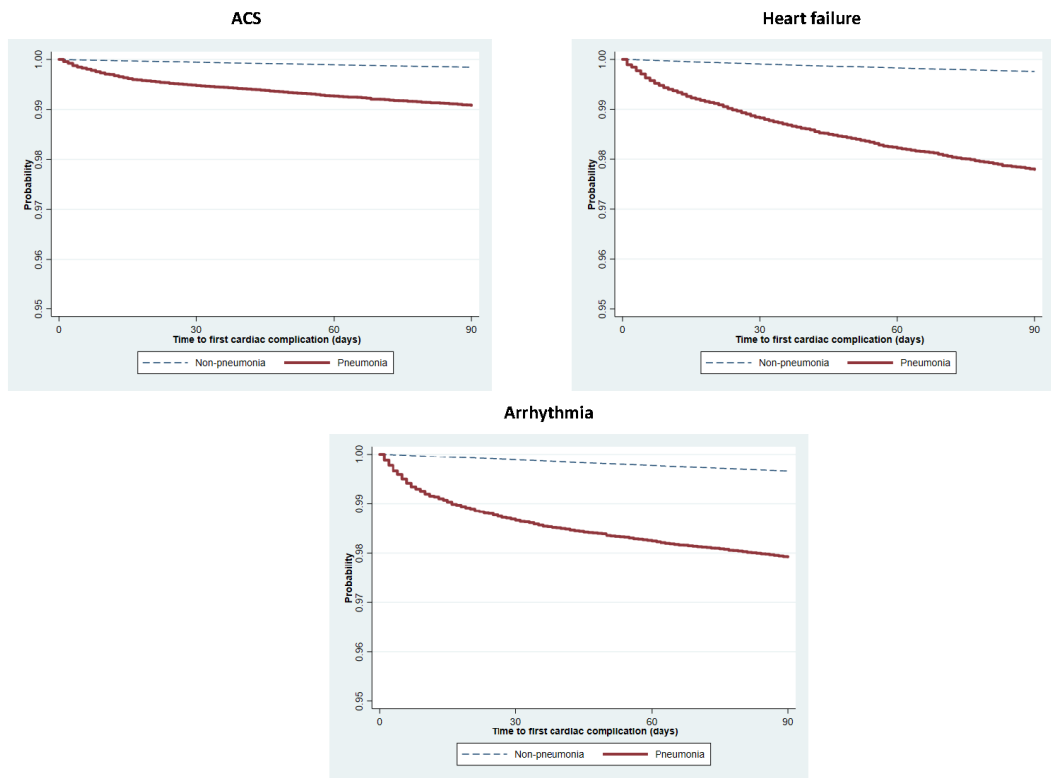 ACS
Heart failure
1.00
0.99
0.98
0.97
0.96
0.95
Probability
0 30 60 90
Time to first cardiac complication (days)
Non-pneumonia Pneumonia
1.00
0.99
0.98
0.97
0.96
0.95
Probability
0 30 60 90
Time to first cardiac complication (days)
Non-pneumonia Pneumonia
Arrhythmia
1.00
0.99
0.98
0.97
0.96
0.95
Probability
0 30 60 90
Time to first cardiac complication (days)
Non-pneumonia Pneumonia